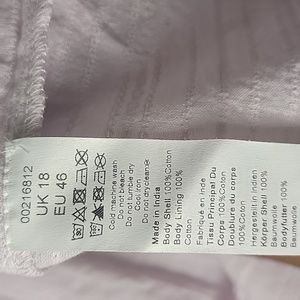 00216812
UK 18
EU 46
Cold machine wash
Do not bleach
Do not tumble dry
Cool iron
Do not dry clean
Made in India
Body Shell :100%Cotton
Body Lining :100%
Cotton
Fabriqué en Inde
Tissu Principal Du
Corps :100%Coton
Doublure du corps
:100%Coton
Hergestellt in Indien
Körper Shell :100%
Baumwolle
Bodyfutter :100%
Baumwolle